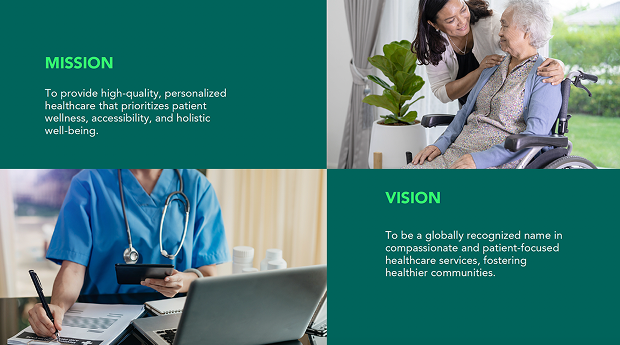 MISSION
To provide high-quality, personalized
healthcare that prioritizes patient
wellness, accessibility, and holistic
well-being.
VISION
To be a globally recognized name in
compassionate and patient-focused
healthcare services, fostering
healthier communities.